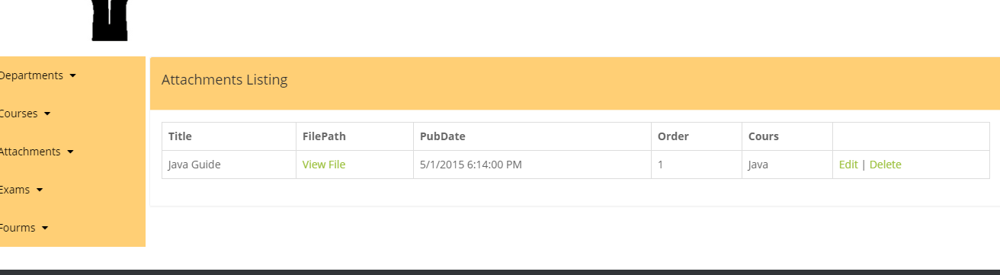 Departments
Courses
Attachments
Exams
Fourms
Attachments Listing
Title FilePath PubDate Order Cours
Java Guide View File 5/1/2015 6:14:00 PM 1 Java Edit | Delete